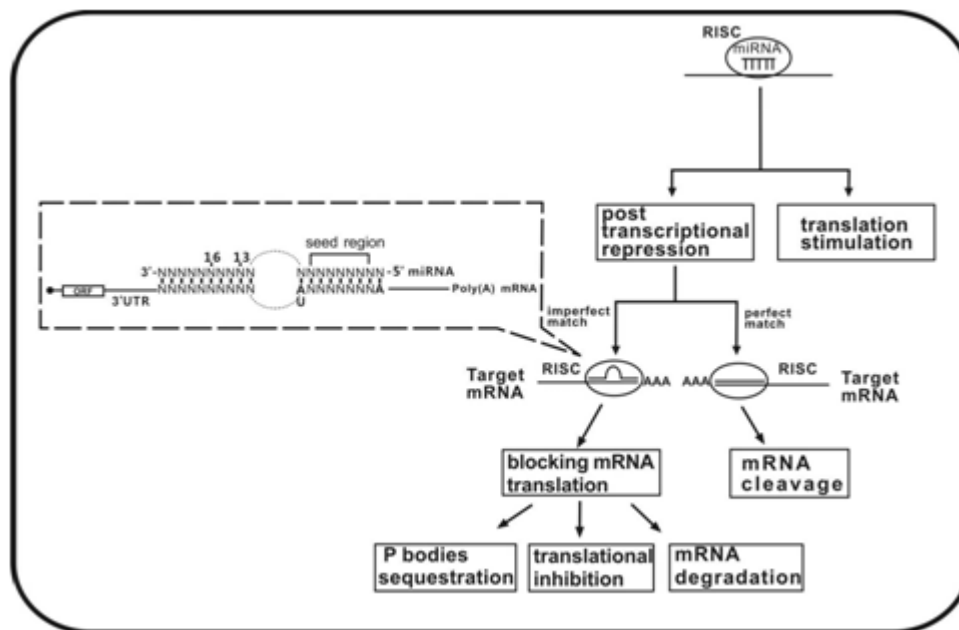 RISC
miRNA
post
transcriptional
repression
translation
stimulation
seed region
16 13
3'-NNNNNNNNNN NNNNNNNNN-5' miRNA
NNNNNNNNNN ANNNNNNNA Poly(A) mRNA
U
ORF
3'UTR
imperfect
match
perfect
match
Target
mRNA
RISC
AAA
AAA
RISC
Target
mRNA
blocking mRNA
translation
mRNA
cleavage
P bodies
sequestration
translational
inhibition
mRNA
degradation